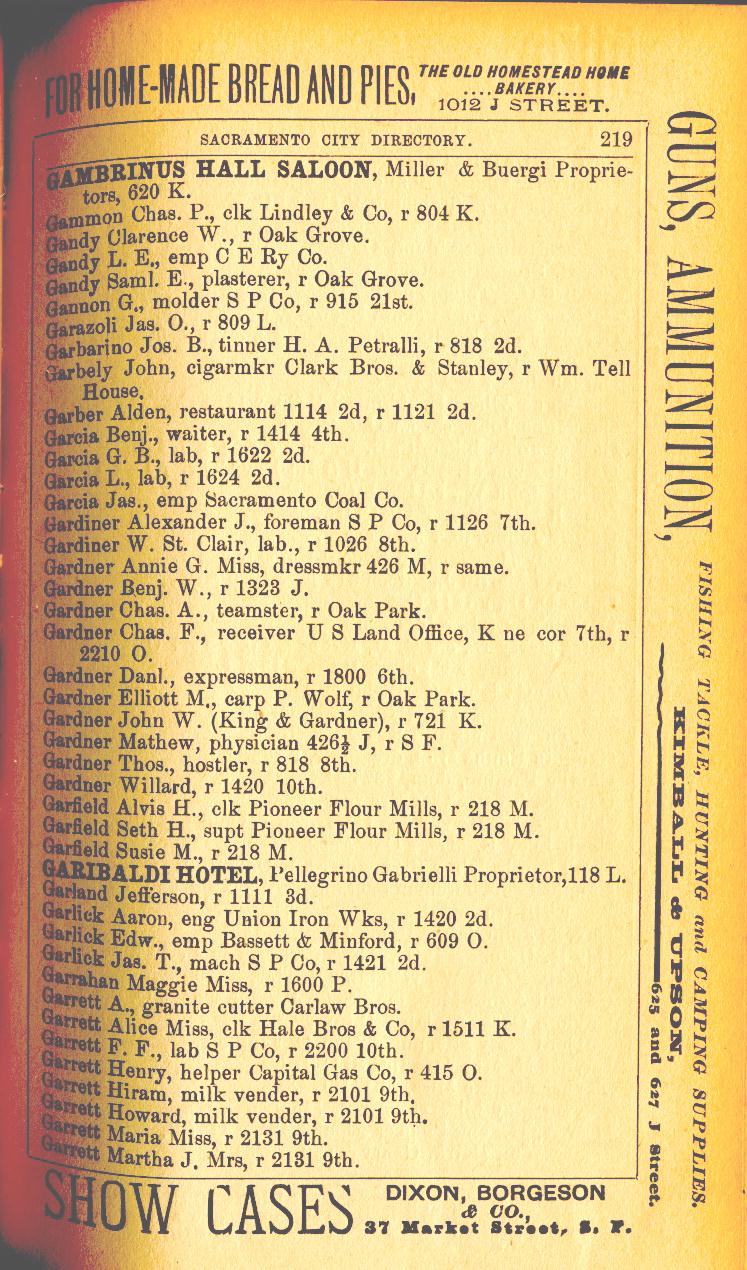 FOR HOME-MADE BREAD AND PIES, THE OLD HOMESTEAD HOME
....BAKERY....
1012 J STREET.
SACRAMENTO CITY DIRECTORY. 219
GAMBRINUS HALL SALOON, Miller & Buergi Proprie-
tors, 620 K.
Gammon Chas. P., clk Lindley & Co, r 804 K.
Gandy Clarence W., r Oak Grove.
Gandy L. E., emp C E Ry Co.
Gandy Saml. E., plasterer, r Oak Grove.
Gannon G., molder S P Co, r 915 21st.
Garazoli Jas. O., r 809 L.
Garbarino Jos. B., tinner H. A. Petralli, r 818 2d.
Garbely John, cigarmkr Clark Bros. & Stanley, r Wm. Tell
House.
Garber Alden, restaurant 1114 2d, r 1121 2d.
Garcia Benj., waiter, r 1414 4th.
Garcia G. B., lab, r 1622 2d.
Garcia L., lab, r 1624 2d.
Garcia Jas., emp Sacramento Coal Co.
Gardiner Alexander J., foreman S P Co, r 1126 7th.
Gardiner W. St. Clair, lab., r 1026 8th.
Gardner Annie G. Miss, dressmkr 426 M, r same.
Gardner Benj. W., r 1323 J.
Gardner Chas. A., teamster, r Oak Park.
Gardner Chas. F., receiver U S Land Office, K ne cor 7th, r
2210 O.
Gardner Danl., expressman, r 1800 6th.
Gardner Elliott M., carp P. Wolf, r Oak Park.
Gardner John W. (King & Gardner), r 721 K.
Gardner Mathew, physician 426½ J, r S F.
Gardner Thos., hostler, r 818 8th.
Gardner Willard, r 1420 10th.
Garfield Alvis H., clk Pioneer Flour Mills, r 218 M.
Garfield Seth H., supt Pioneer Flour Mills, r 218 M.
Garfield Susie M., r 218 M.
GARIBALDI HOTEL, Pellegrino Gabrielli Proprietor, 118 L.
Garland Jefferson, r 1111 3d.
Garlick Aaron, eng Union Iron Wks, r 1420 2d.
Garlick Edw., emp Bassett & Minford, r 609 O.
Garlick Jas. T., mach S P Co, r 1421 2d.
Garrahan Maggie Miss, r 1600 P.
Garrett A., granite cutter Carlaw Bros.
Garrett Alice Miss, clk Hale Bros & Co, r 1511 K.
Garrett F. F., lab S P Co, r 2200 10th.
Garrett Henry, helper Capital Gas Co, r 415 O.
Garrett Hiram, milk vender, r 2101 9th.
Garrett Howard, milk vender, r 2101 9th.
Garrett Maria Miss, r 2131 9th.
Garrett Martha J. Mrs, r 2131 9th.
SHOW CASES DIXON, BORGESON
& CO.,
37 Market Street, S. F.
GUNS, AMMUNITION,
FISHING TACKLE, HUNTING and CAMPING SUPPLIES.
KIMBALL & UPSON,
625 and 627 J Street.